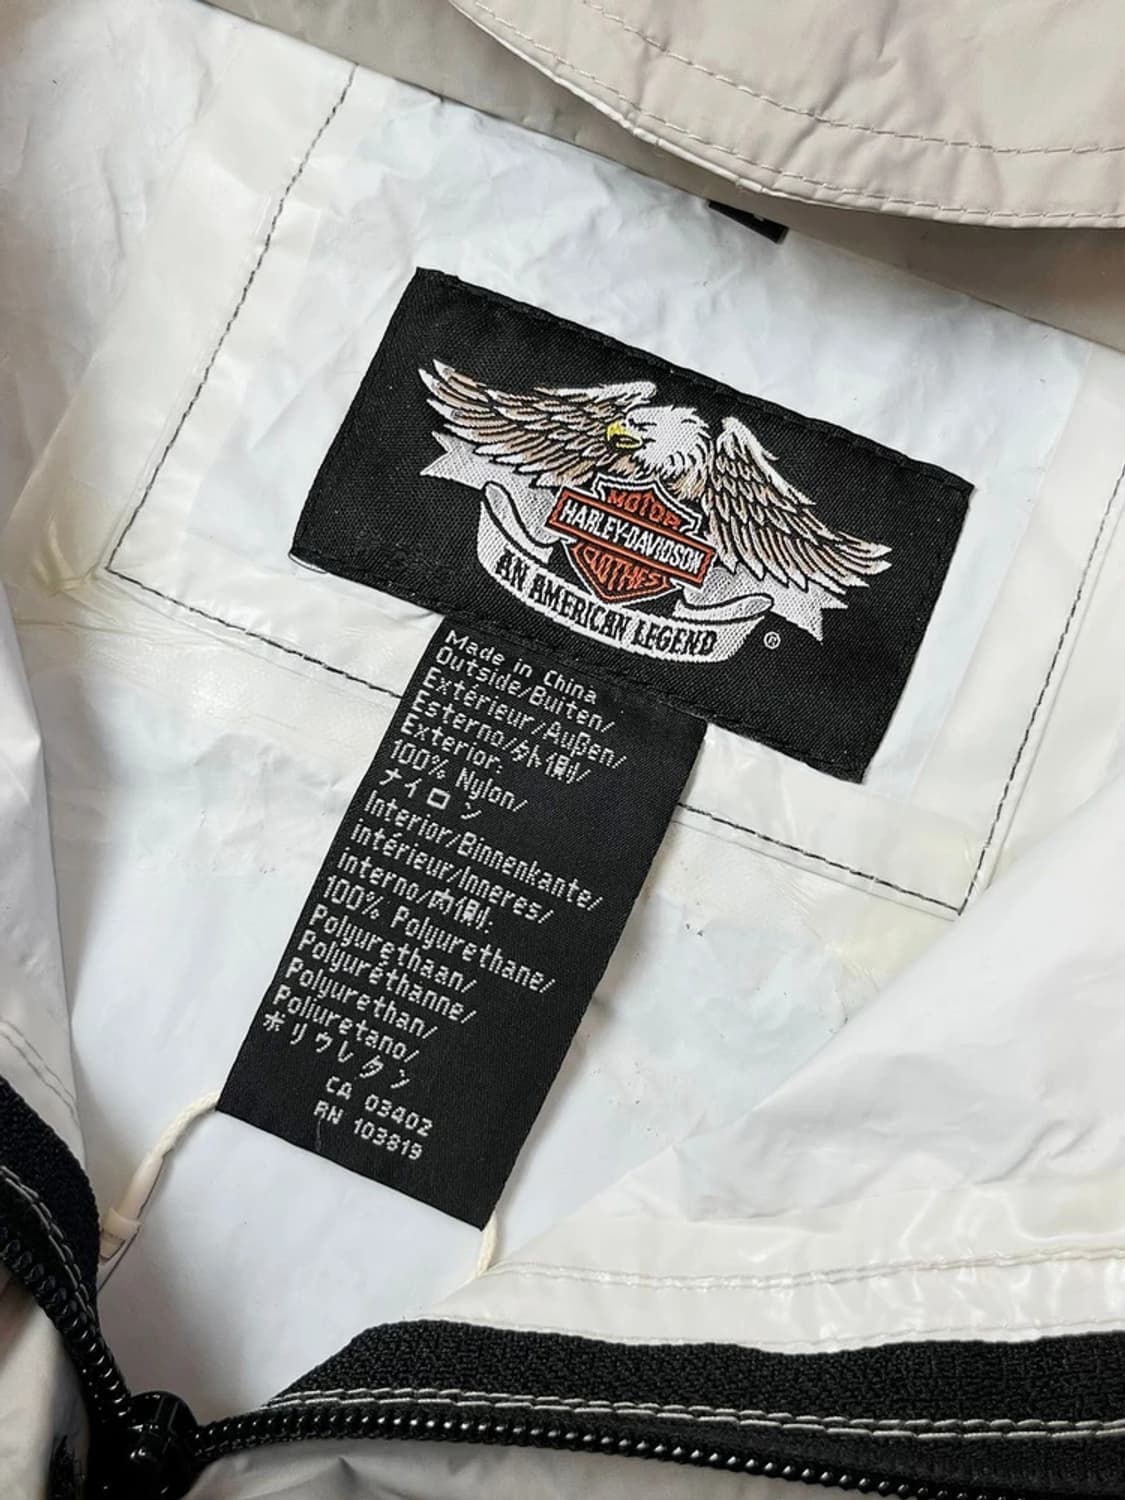 MOTOR
HARLEY-DAVIDSON
CLOTHES
AN AMERICAN LEGEND
®
Made in China
Outside/Buiten/
Extérieur/Außen/
Esterno/外側/
Exterior:
100% Nylon/
ナイロン
Interior/Binnenkante/
intérieur/Inneres/
interno/内側:
100% Polyurethane/
Polyurethaan/
Polyuréthanne/
Polyurethan/
Poliuretano/
ポリウレタン
CA 03402
RN 103819